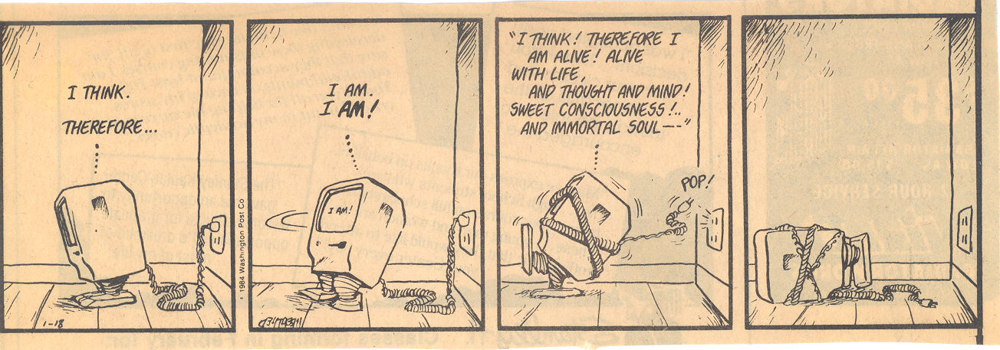 I THINK.
THEREFORE...
1-18
© 1984 Washington Post Co
I AM.
I AM!
I AM!
"I THINK! THEREFORE I
AM ALIVE! ALIVE
WITH LIFE,
AND THOUGHT AND MIND!
SWEET CONSCIOUSNESS!..
AND IMMORTAL SOUL--"
POP!